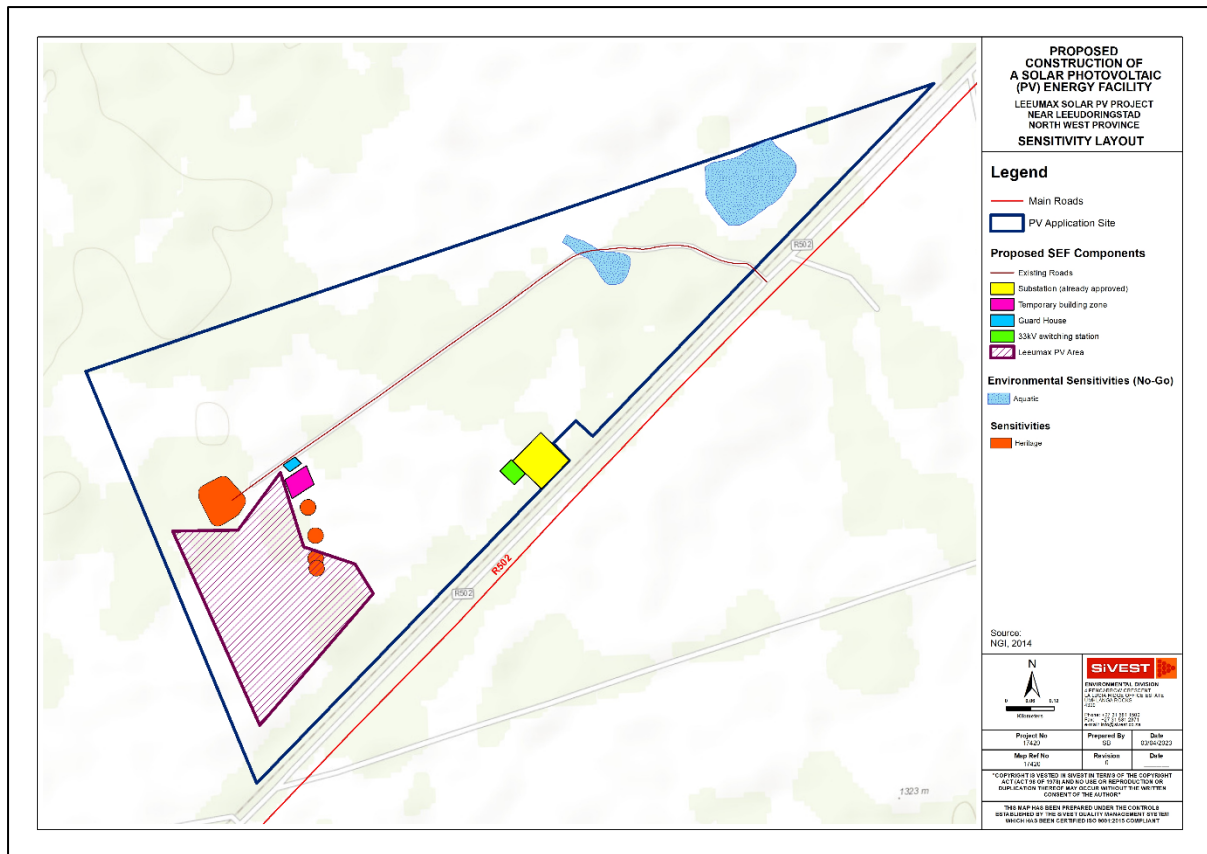 PROPOSED
CONSTRUCTION OF
A SOLAR PHOTOVOLTAIC
(PV) ENERGY FACILITY
LEEUMAX SOLAR PV PROJECT
NEAR LEEUDORINGSTAD
NORTH WEST PROVINCE
SENSITIVITY LAYOUT
Legend
Main Roads
PV Application Site
Proposed SEF Components
Existing Roads
Substation (already approved)
Temporary building zone
Guard House
33kV switching station
Leeumax PV Area
Environmental Sensitivities (No-Go)
Aquatic
Sensitivities
Heritage
Source:
NGI, 2014
N
Kilometers
SiVEST
ENVIRONMENTAL DIVISION
Project No
17420
Prepared By
SD
Date
03/04/2023
Map Ref No
17420
Revision
Date
"COPYRIGHT IS VESTED IN SIVEST IN TERMS OF THE COPYRIGHT
ACT (ACT 98 OF 1978) AND NO USE OR REPRODUCTION OR
DUPLICATION THEREOF MAY OCCUR WITHOUT THE WRITTEN
CONSENT OF THE AUTHOR"
THIS MAP HAS BEEN PREPARED UNDER THE CONTROLS
ESTABLISHED BY THE SIVEST QUALITY MANAGEMENT SYSTEM
WHICH HAS BEEN CERTIFIED ISO 9001:2015 COMPLIANT
R502
R502
R502
1323 m